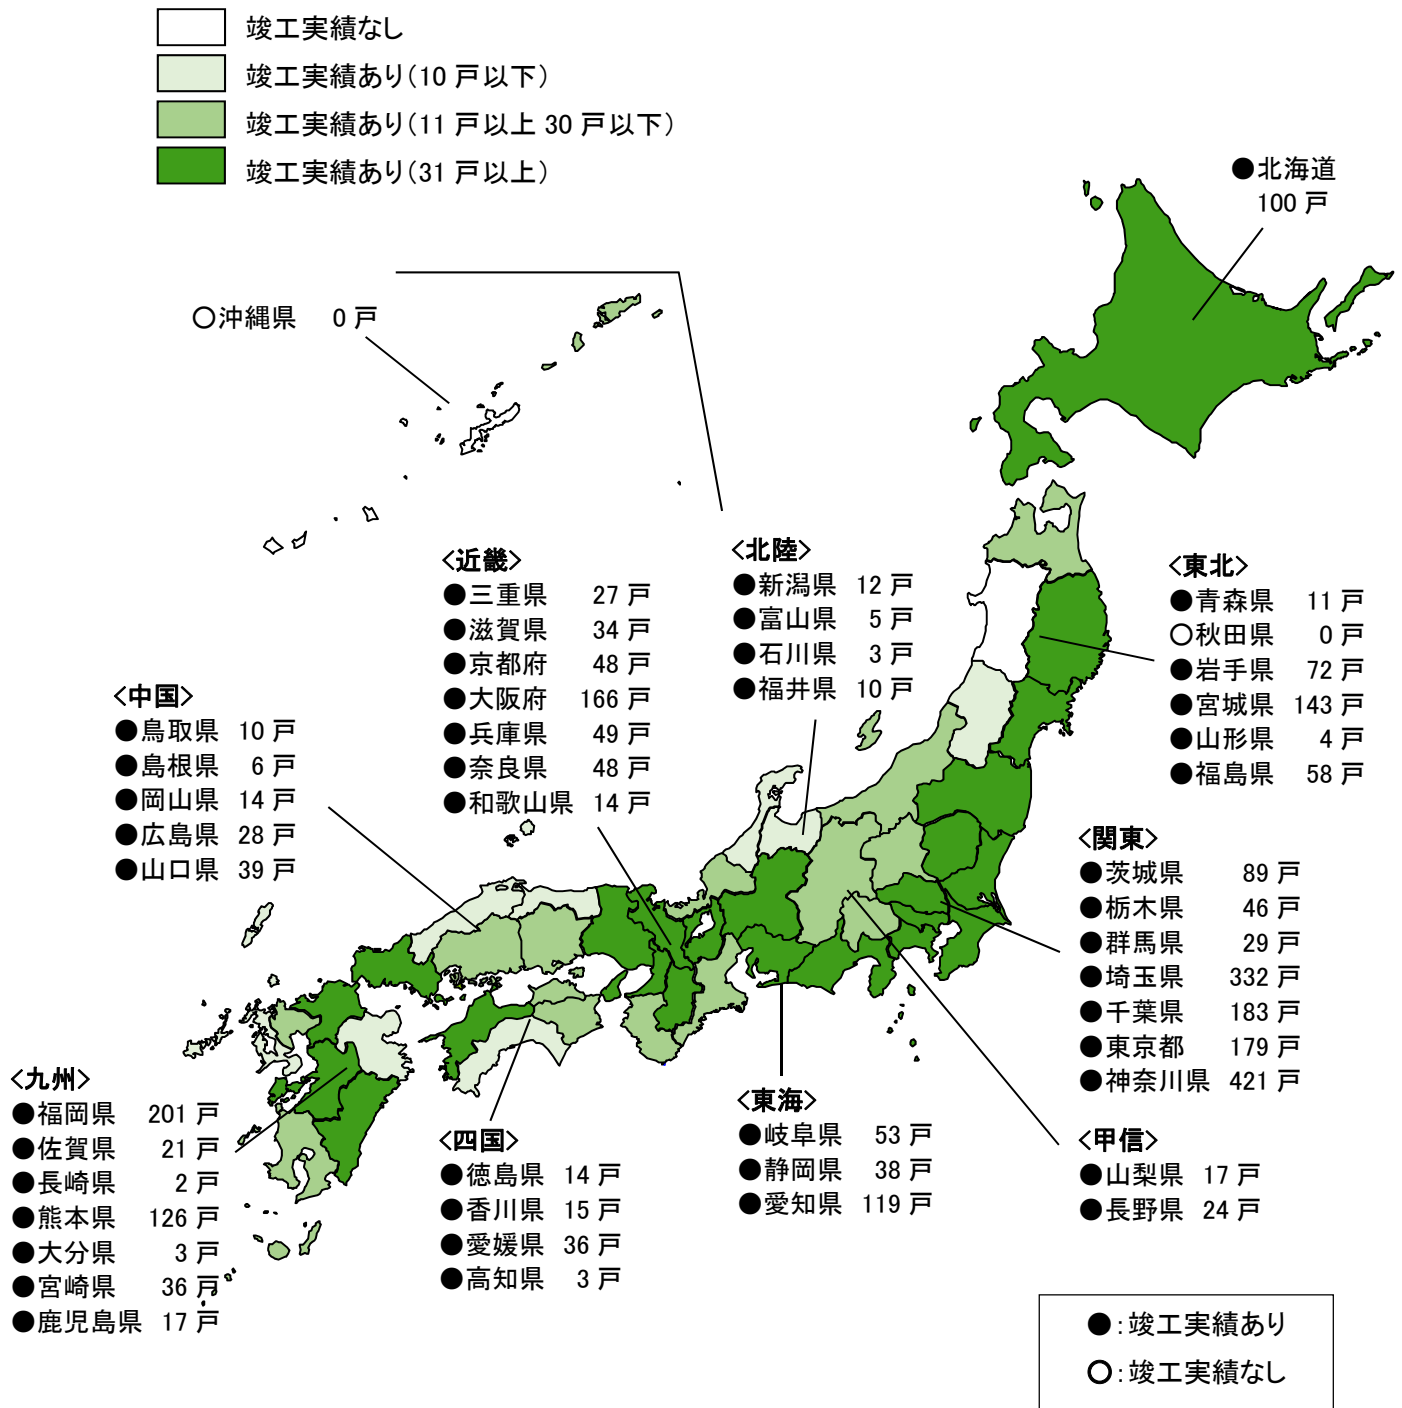 竣工実績なし
竣工実績あり(10 戸以下)
竣工実績あり(11 戸以上 30 戸以下)
竣工実績あり(31 戸以上)
●北海道
100 戸
○沖縄県 0 戸
<近畿>
●三重県 27 戸
●滋賀県 34 戸
●京都府 48 戸
●大阪府 166 戸
●兵庫県 49 戸
●奈良県 48 戸
●和歌山県 14 戸
<北陸>
●新潟県 12 戸
●富山県 5 戸
●石川県 3 戸
●福井県 10 戸
<東北>
●青森県 11 戸
○秋田県 0 戸
●岩手県 72 戸
●宮城県 143 戸
●山形県 4 戸
●福島県 58 戸
<中国>
●鳥取県 10 戸
●島根県 6 戸
●岡山県 14 戸
●広島県 28 戸
●山口県 39 戸
<関東>
●茨城県 89 戸
●栃木県 46 戸
●群馬県 29 戸
●埼玉県 332 戸
●千葉県 183 戸
●東京都 179 戸
●神奈川県 421 戸
<九州>
●福岡県 201 戸
●佐賀県 21 戸
●長崎県 2 戸
●熊本県 126 戸
●大分県 3 戸
●宮崎県 36 戸
●鹿児島県 17 戸
<四国>
●徳島県 14 戸
●香川県 15 戸
●愛媛県 36 戸
●高知県 3 戸
<東海>
●岐阜県 53 戸
●静岡県 38 戸
●愛知県 119 戸
<甲信>
●山梨県 17 戸
●長野県 24 戸
●:竣工実績あり
○:竣工実績なし